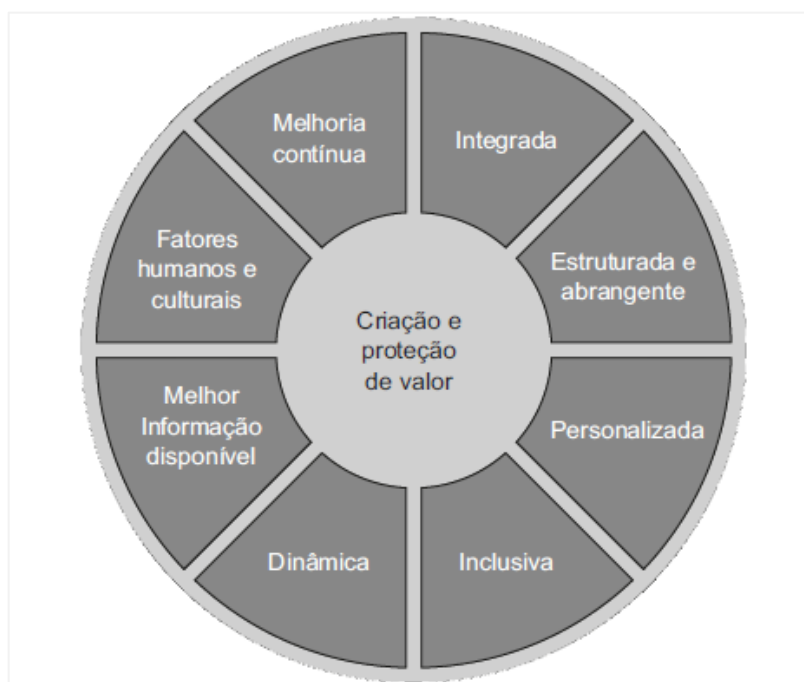 Melhoria
contínua
Integrada
Fatores
humanos e
culturais
Estruturada e
abrangente
Criação e
proteção
de valor
Melhor
Informação
disponível
Personalizada
Dinâmica
Inclusiva